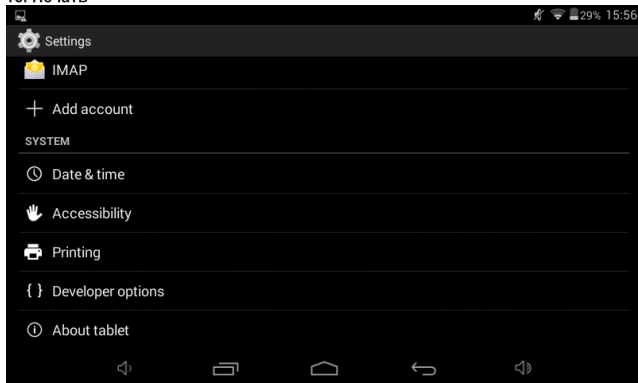 29% 15:56
Settings
IMAP
Add account
SYSTEM
Date & time
Accessibility
Printing
{ } Developer options
About tablet